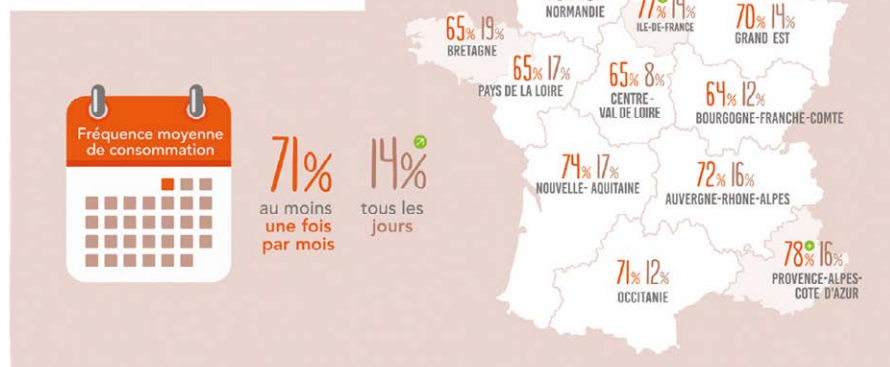 NORMANDIE
77% 14%
ILE-DE-FRANCE
70% 14%
GRAND EST
65% 19%
BRETAGNE
65% 17%
PAYS DE LA LOIRE
65% 8%
CENTRE-
VAL DE LOIRE
64% 12%
BOURGOGNE-FRANCHE-COMTE
Fréquence moyenne
de consommation
71%
au moins
une fois
par mois
14%
tous les
jours
74% 17%
NOUVELLE- AQUITAINE
72% 16%
AUVERGNE-RHONE-ALPES
78% 16%
PROVENCE-ALPES-
COTE D'AZUR
71% 12%
OCCITANIE